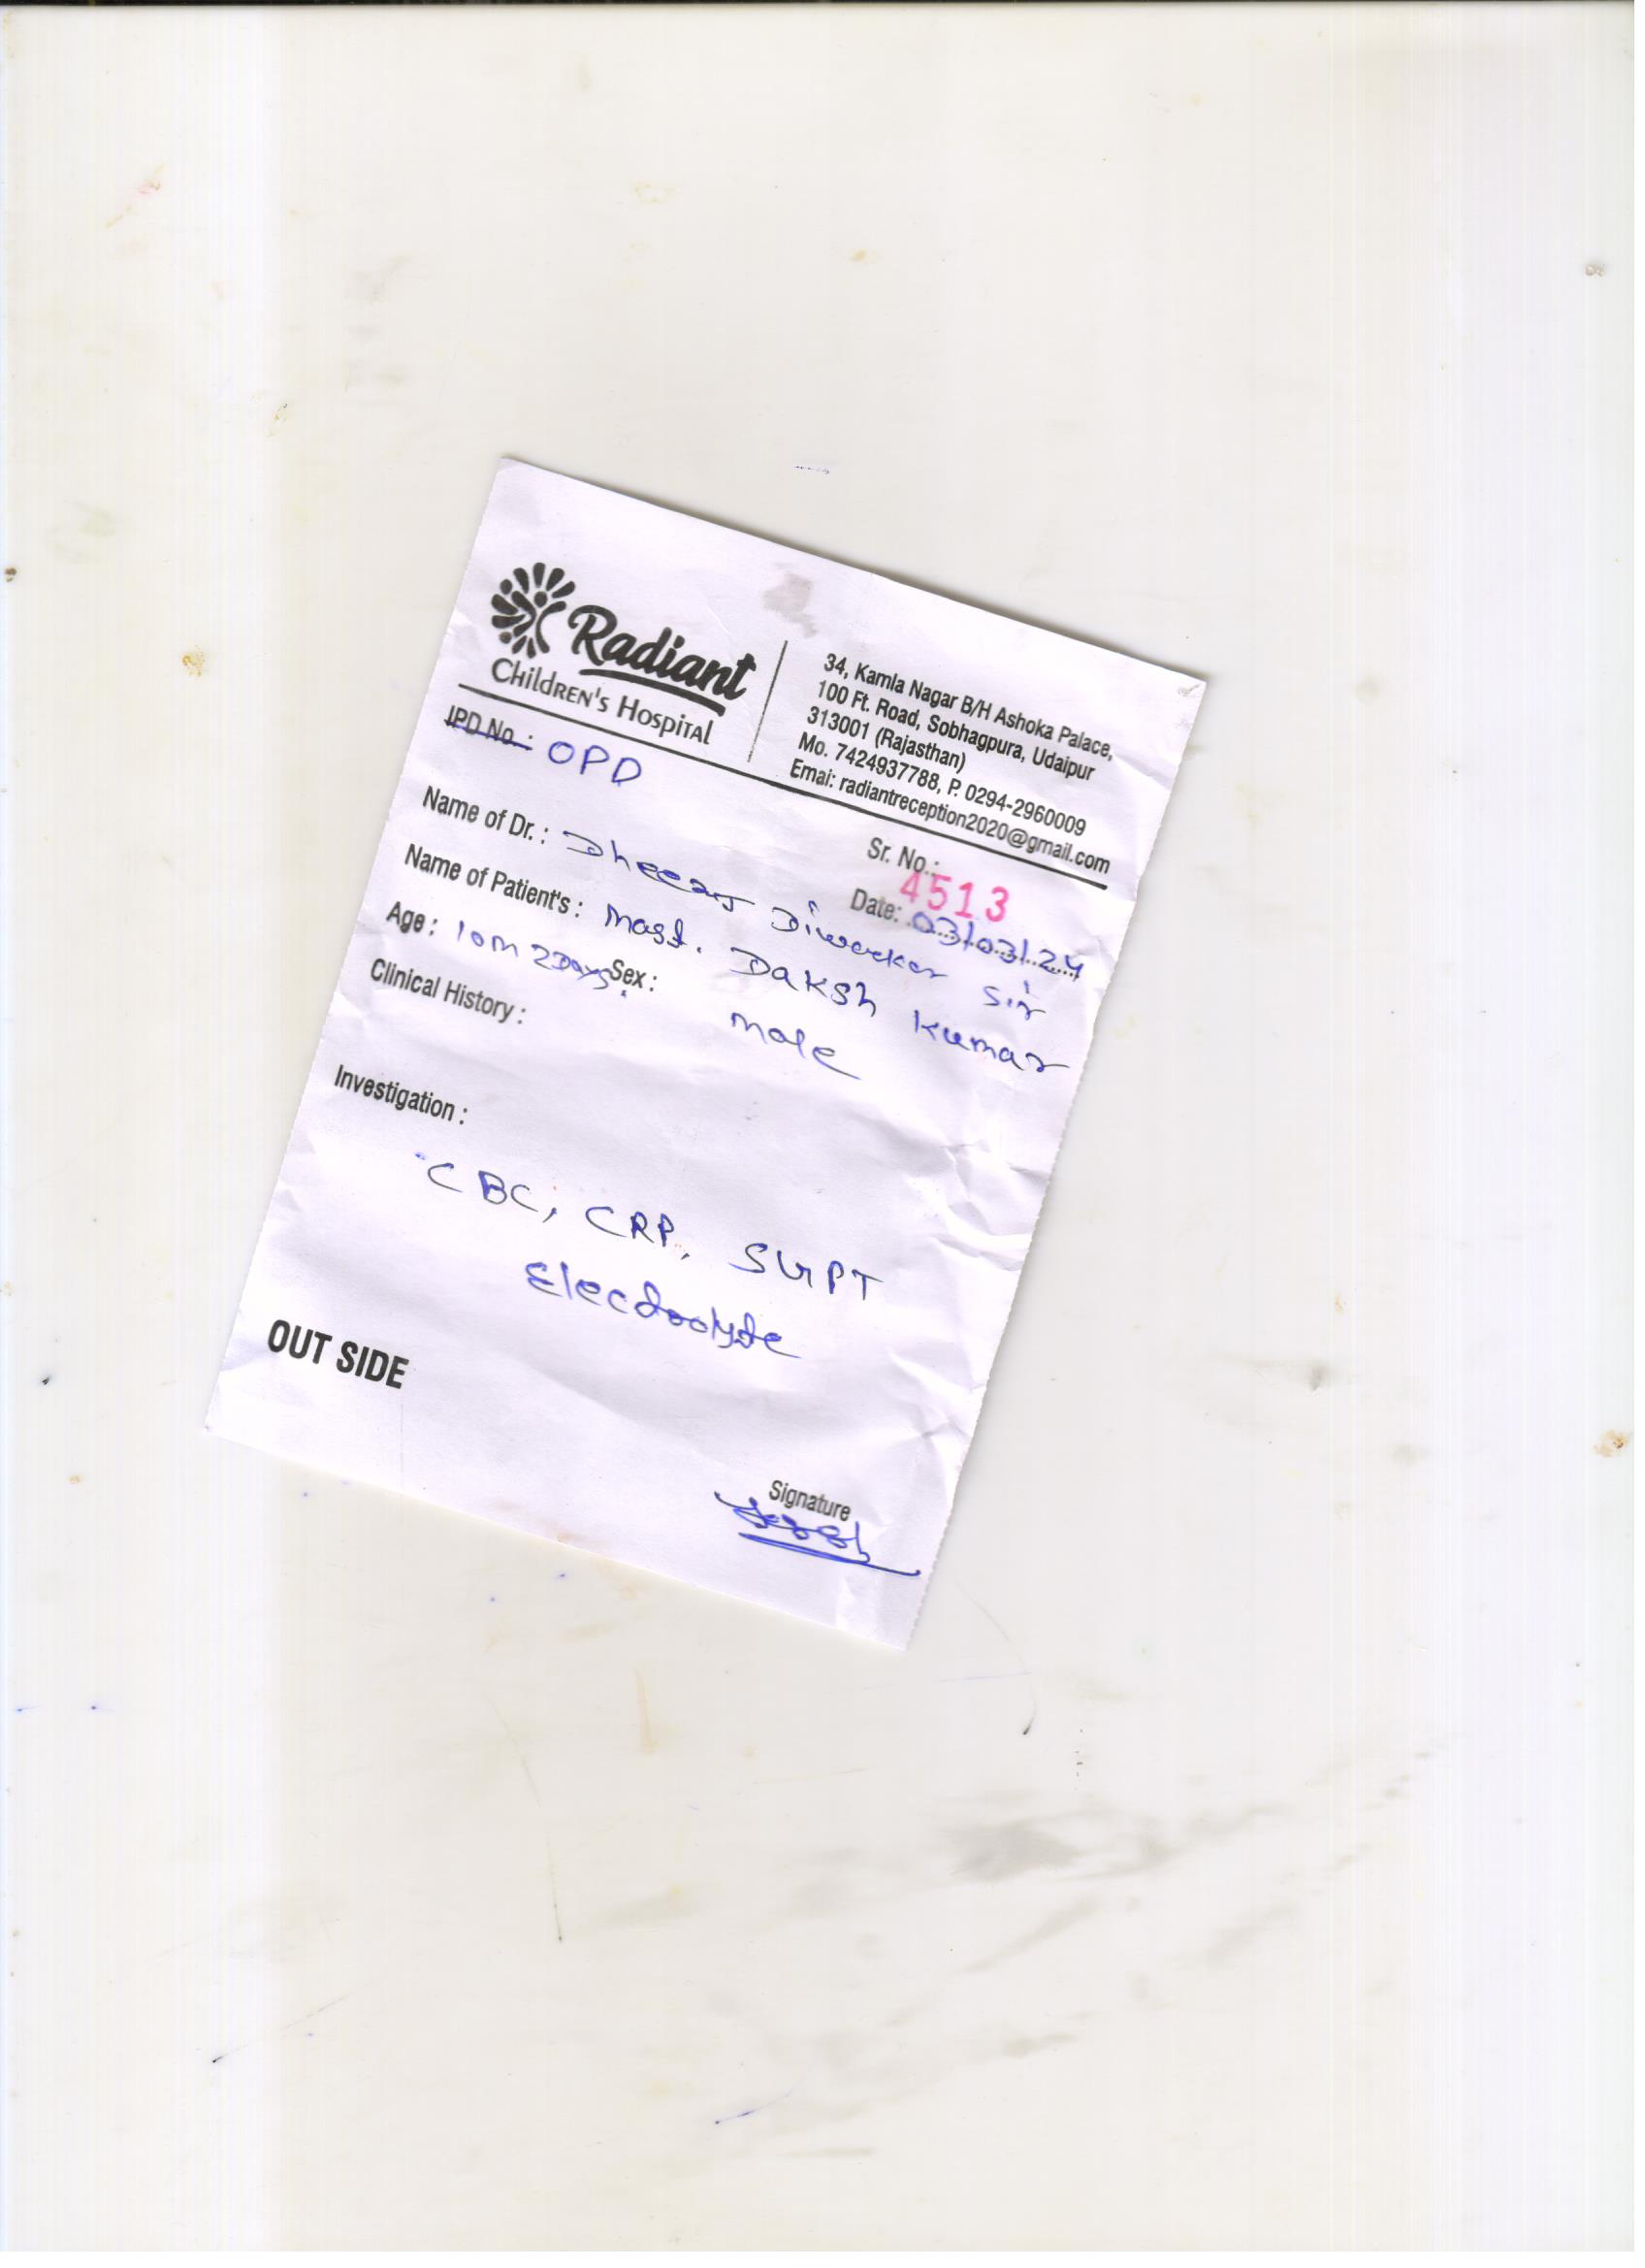 Radiant
Children's Hospital
34, Kamla Nagar B/H Ashoka Palace,
100 Ft. Road, Sobhagpura, Udaipur
313001 (Rajasthan)
Mo. 7424937788, P. 0294-2960009
Emai: radiantreception2020@gmail.com
IPD No.: OPD
Sr. No.: 4513
Date: 03/03/24
Name of Dr.: Dheeraj Diwaker Sir
Name of Patient's: Mast. Daksh Kumar
Age: 10m 2Days Sex: Male
Clinical History:
Investigation:
CBC, CRP, SGPT
Electrolyte
OUT SIDE
Signature